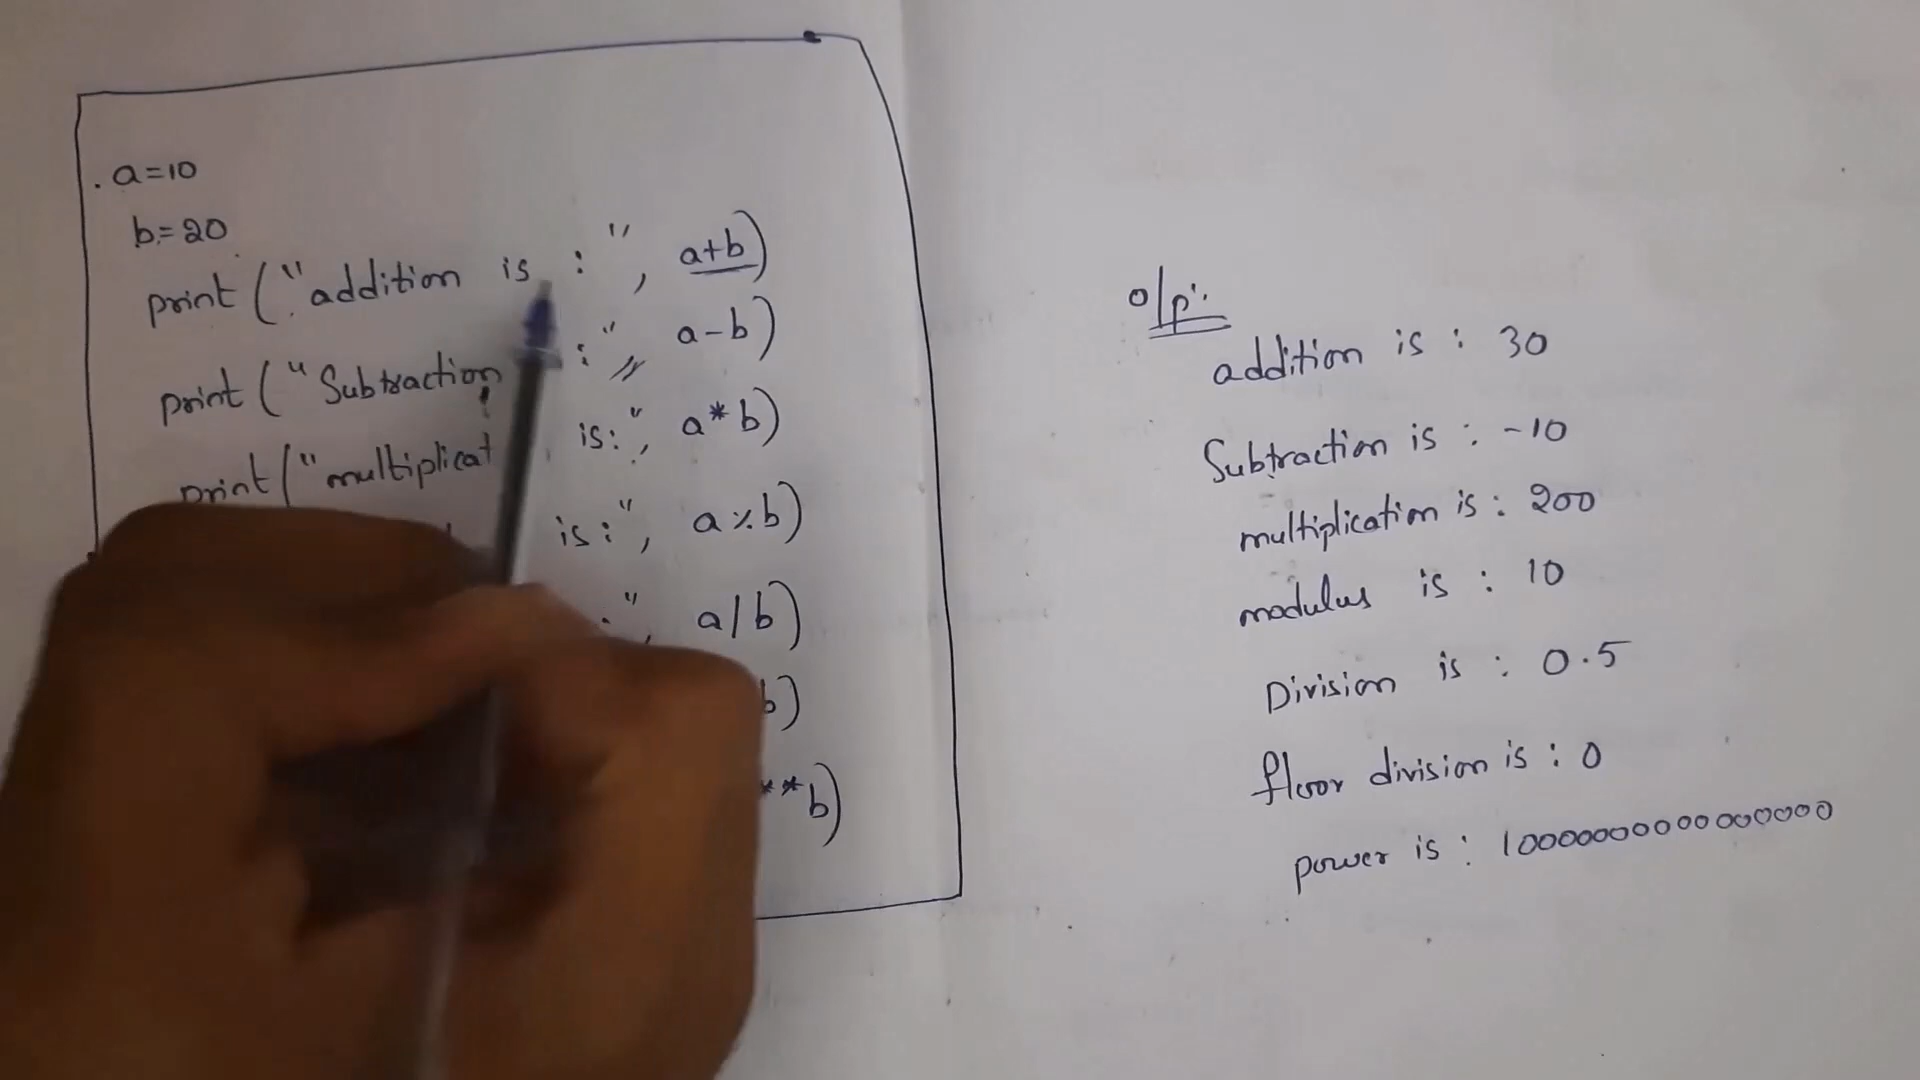 a=10
b=20
print ("addition is :", a+b)
print ("Subtraction :", a-b)
print ("multiplicat is:", a*b)
is:", a%b)
:", a/b)
b)
**b)
o/p:
addition is : 30
Subtraction is : -10
multiplication is : 200
modulus is : 10
Division is : 0.5
floor division is : 0
power is : 1000000000000000